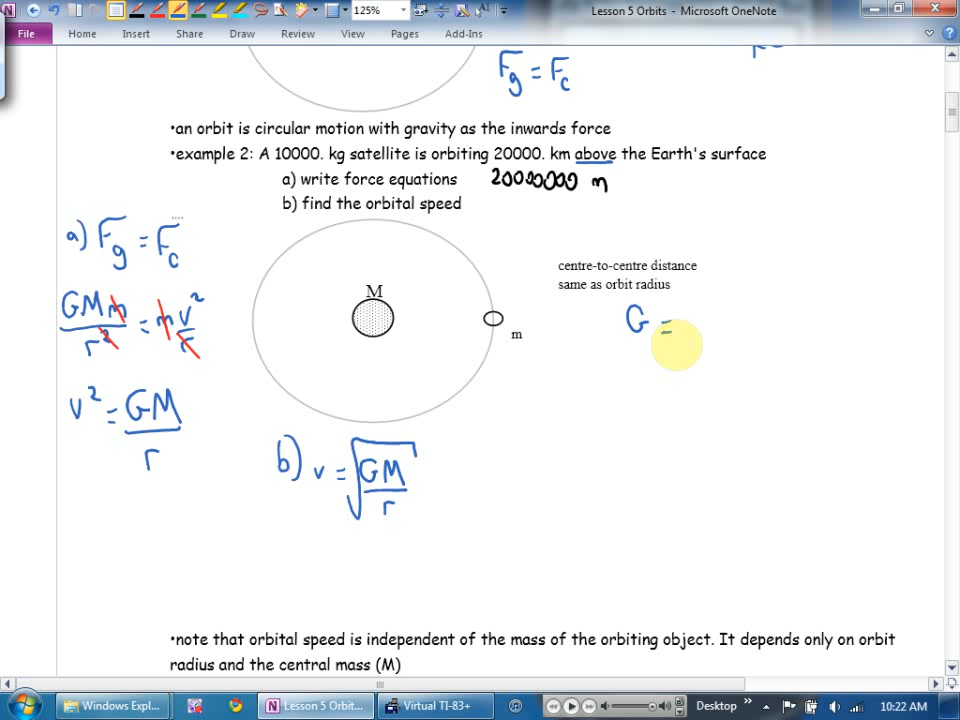 125%
Lesson 5 Orbits - Microsoft OneNote
File Home Insert Share Draw Review View Pages Add-Ins
Fg = Fc
•an orbit is circular motion with gravity as the inwards force
•example 2: A 10000. kg satellite is orbiting 20000. km above the Earth's surface
a) write force equations
20000000 m
b) find the orbital speed
a) Fg = Fc
centre-to-centre distance
same as orbit radius
M
GMm/r² = mv²/r
G =
m
v² = GM/r
b) v = √(GM/r)
•note that orbital speed is independent of the mass of the orbiting object. It depends only on orbit
radius and the central mass (M)
Windows Expl...
Lesson 5 Orbit...
Virtual TI-83+
Desktop
10:22 AM